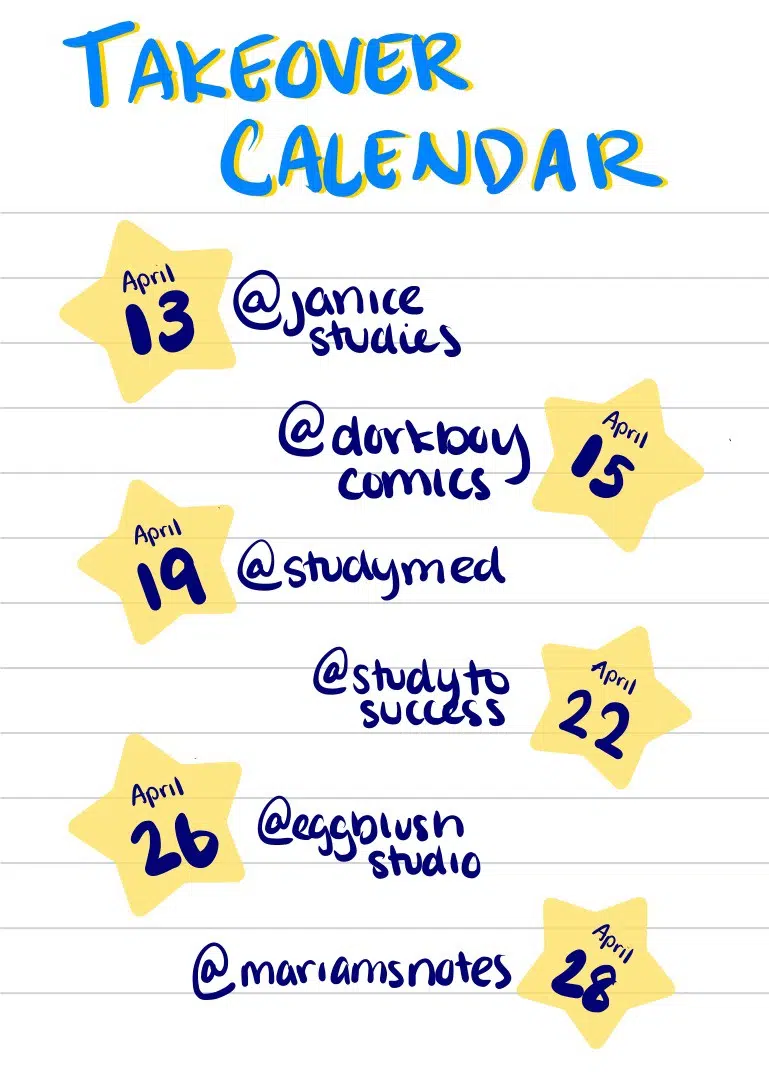 TAKEOVER
CALENDAR
April
13
@janice
studies
@dorkboy
comics
April
15
April
19
@studymed
@studyto
success
April
22
April
26
@eggblush
studio
@mariamsnotes
April
28